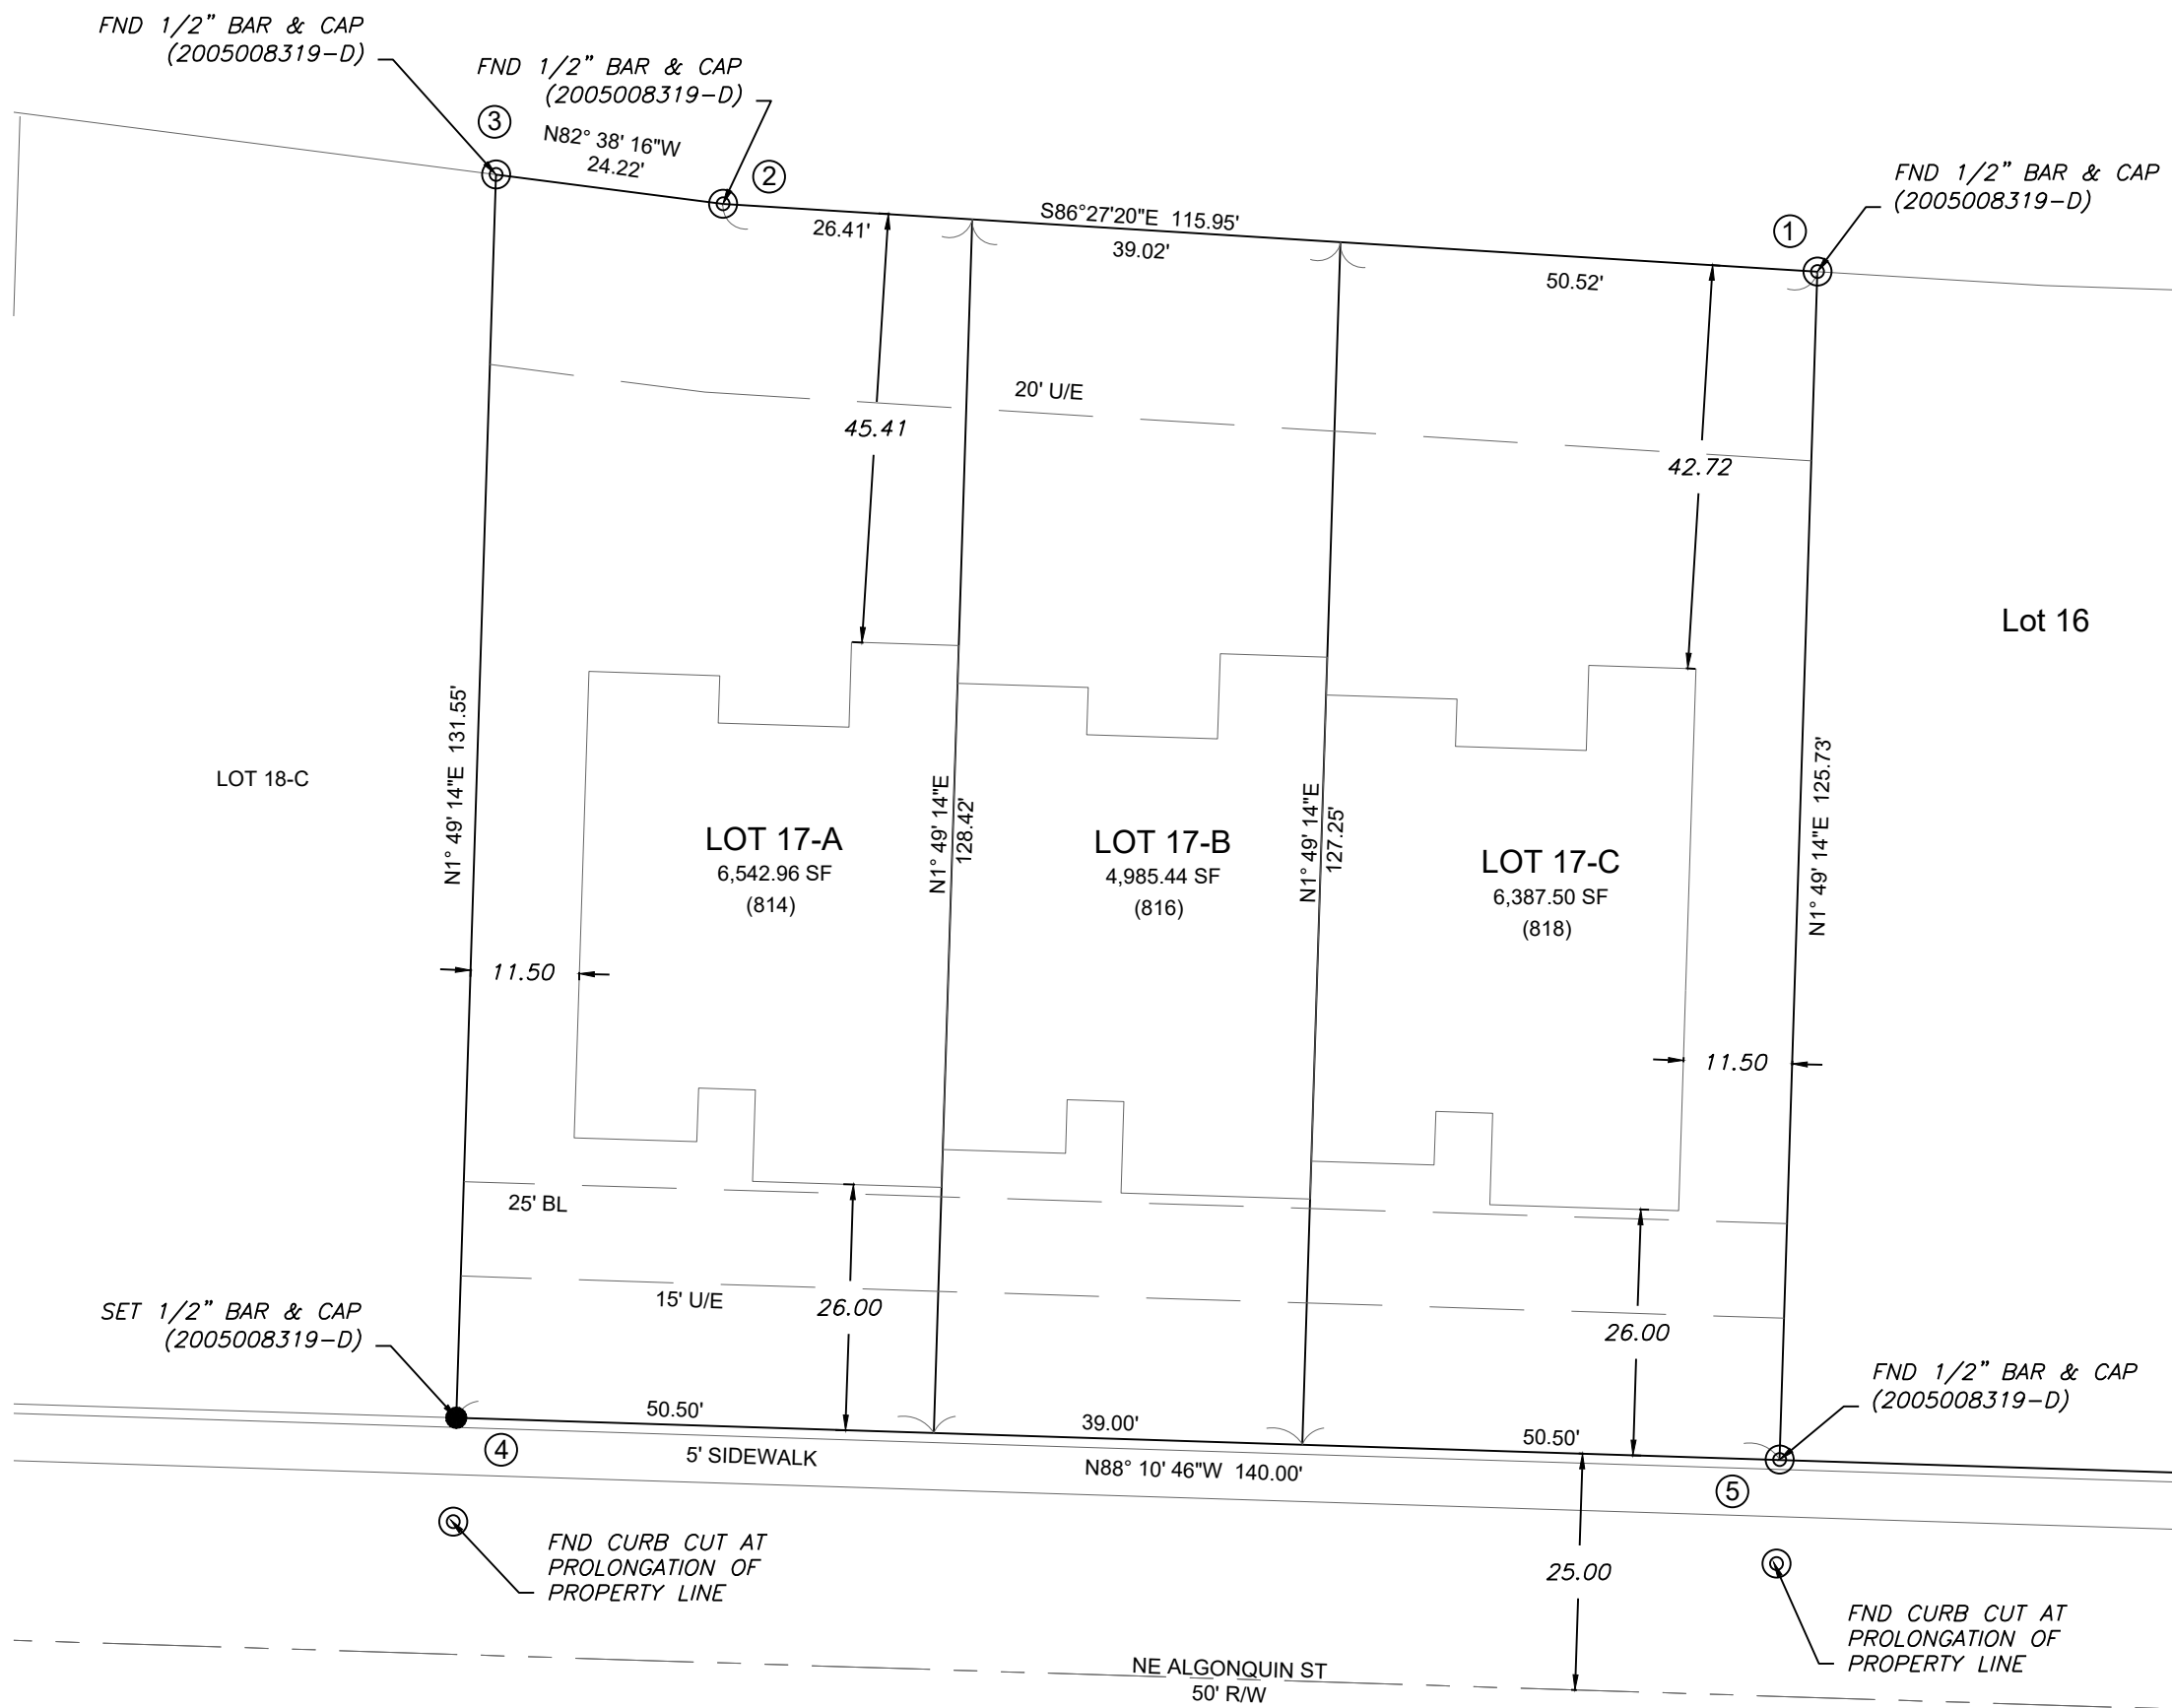 FND 1/2" BAR & CAP
(2005008319-D)
FND 1/2" BAR & CAP
(2005008319-D)
3
N82° 38' 16"W
24.22'
2
FND 1/2" BAR & CAP
(2005008319-D)
1
S86°27'20"E 115.95'
26.41'
39.02'
50.52'
20' U/E
45.41
42.72
Lot 16
N1° 49' 14"E 131.55'
LOT 18-C
N1° 49' 14"E
128.42'
N1° 49' 14"E
127.25'
N1° 49' 14"E 125.73'
LOT 17-A
6,542.96 SF
(814)
LOT 17-B
4,985.44 SF
(816)
LOT 17-C
6,387.50 SF
(818)
11.50
11.50
25' BL
15' U/E
26.00
26.00
SET 1/2" BAR & CAP
(2005008319-D)
FND 1/2" BAR & CAP
(2005008319-D)
50.50'
39.00'
50.50'
4
5' SIDEWALK
N88° 10' 46"W 140.00'
5
FND CURB CUT AT
PROLONGATION OF
PROPERTY LINE
25.00
FND CURB CUT AT
PROLONGATION OF
PROPERTY LINE
NE ALGONQUIN ST
50' R/W